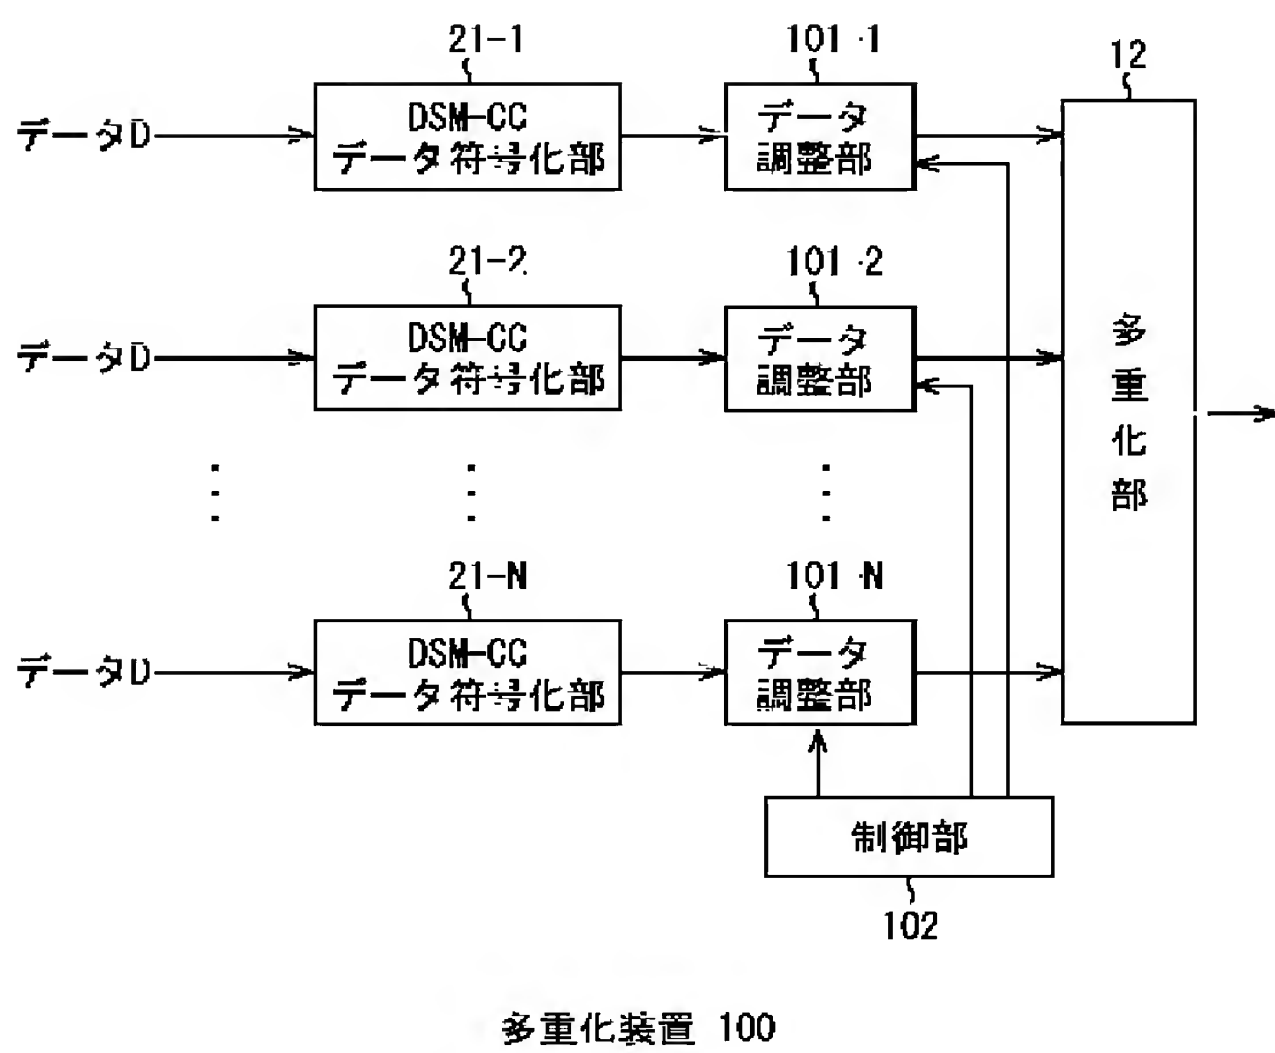 21-1
101-1
12
データD
DSM-CC
データ符号化部
データ
調整部
21-2
101-2
データD
DSM-CC
データ符号化部
データ
調整部
多重化部
21-N
101-N
データD
DSM-CC
データ符号化部
データ
調整部
制御部
102
多重化装置 100